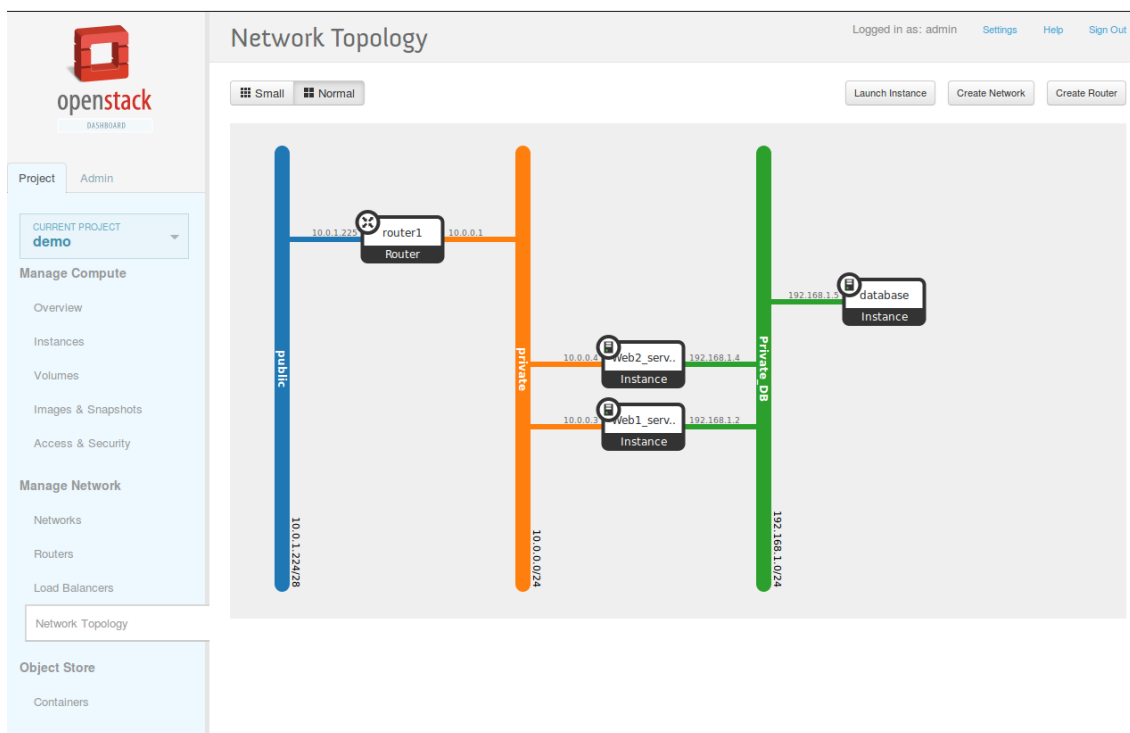 Network Topology
Logged in as: admin Settings Help Sign Out
openstack
DASHBOARD
Small Normal
Launch Instance Create Network Create Router
Project Admin
CURRENT PROJECT
demo
Manage Compute
Overview
Instances
Volumes
Images & Snapshots
Access & Security
Manage Network
Networks
Routers
Load Balancers
Network Topology
Object Store
Containers
public
10.0.1.224/28
10.0.1.225
router1
Router
10.0.0.1
private
10.0.0.0/24
10.0.0.4
Web2_serv..
Instance
192.168.1.4
10.0.0.3
Web1_serv..
Instance
192.168.1.2
Private_DB
192.168.1.0/24
192.168.1.5
database
Instance